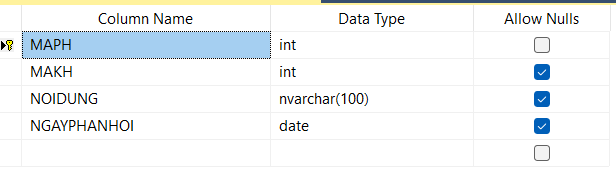 Column Name Data Type Allow Nulls
MAPH int
MAKH int
NOIDUNG nvarchar(100)
NGAYPHANHOI date